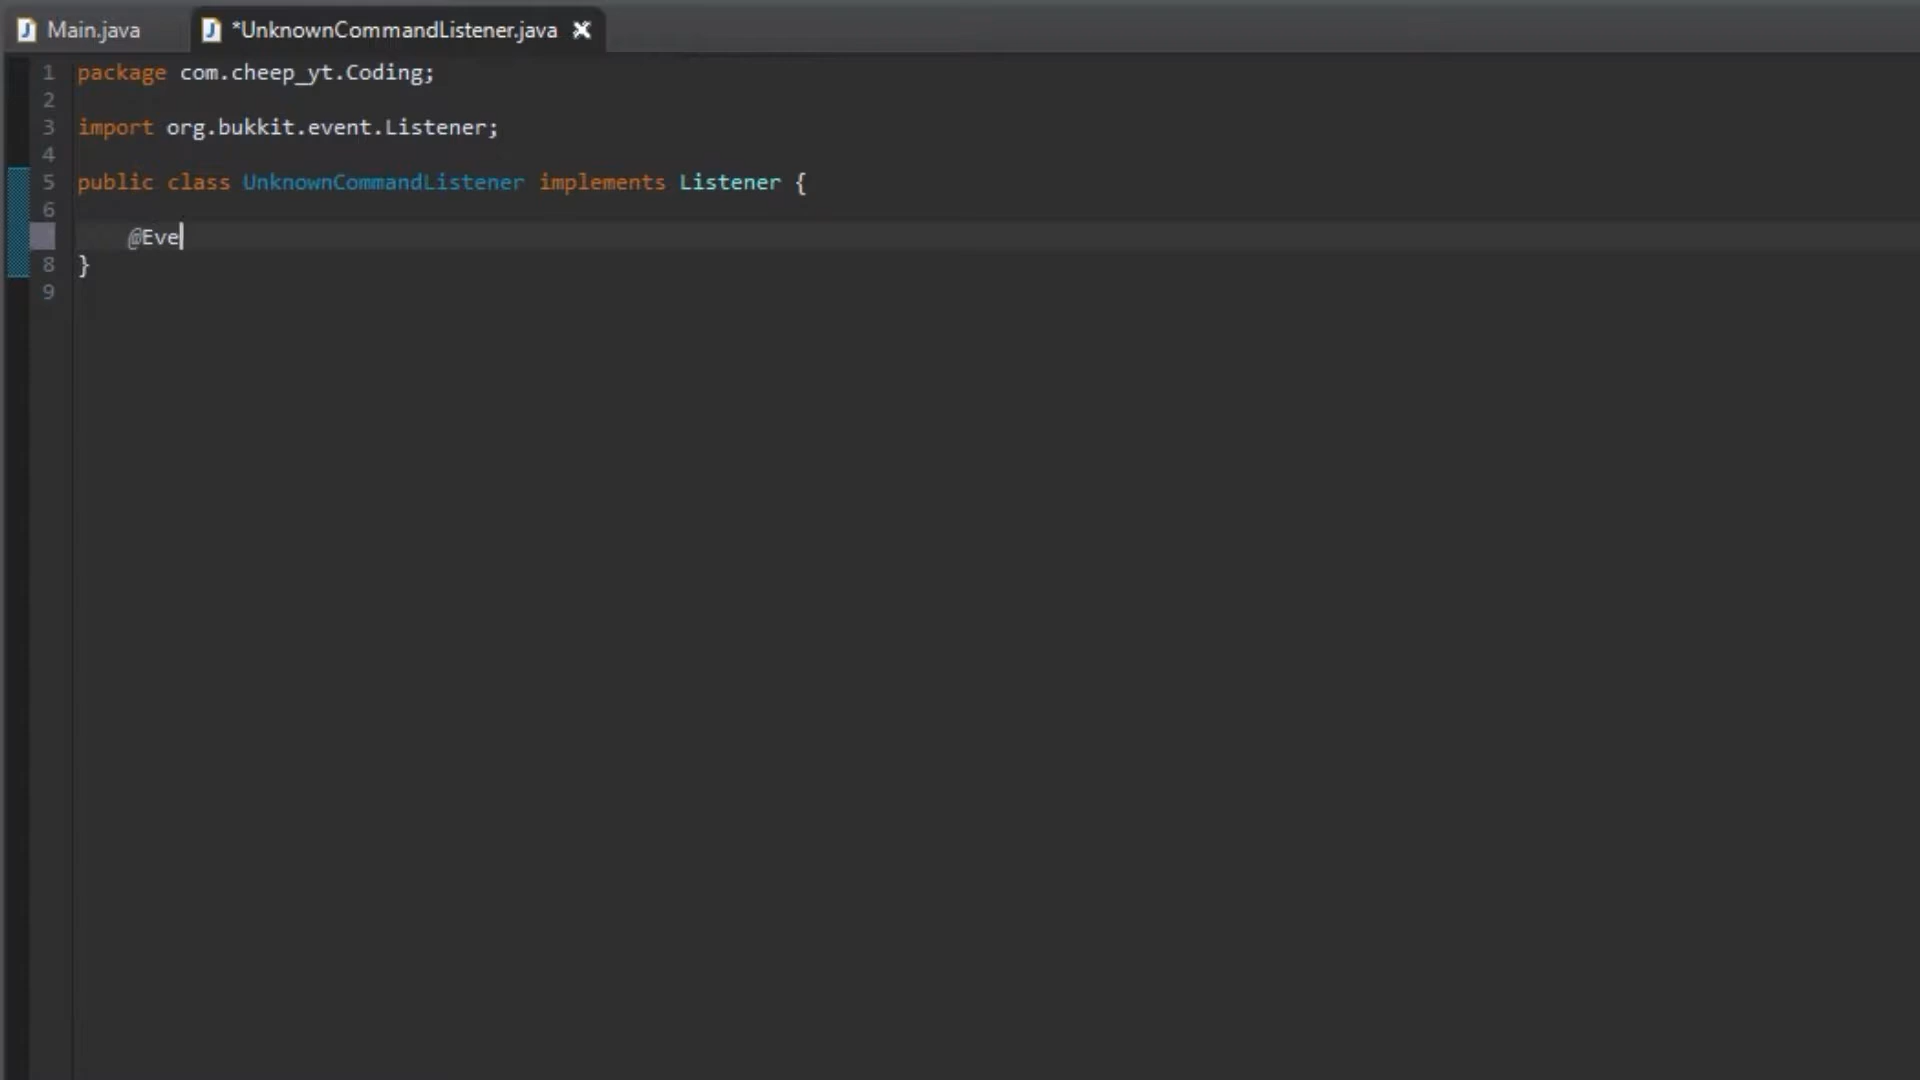 Main.java *UnknownCommandListener.java
1 package com.cheep_yt.Coding;
2
3 import org.bukkit.event.Listener;
4
5 public class UnknownCommandListener implements Listener {
6
@Eve
8 }
9